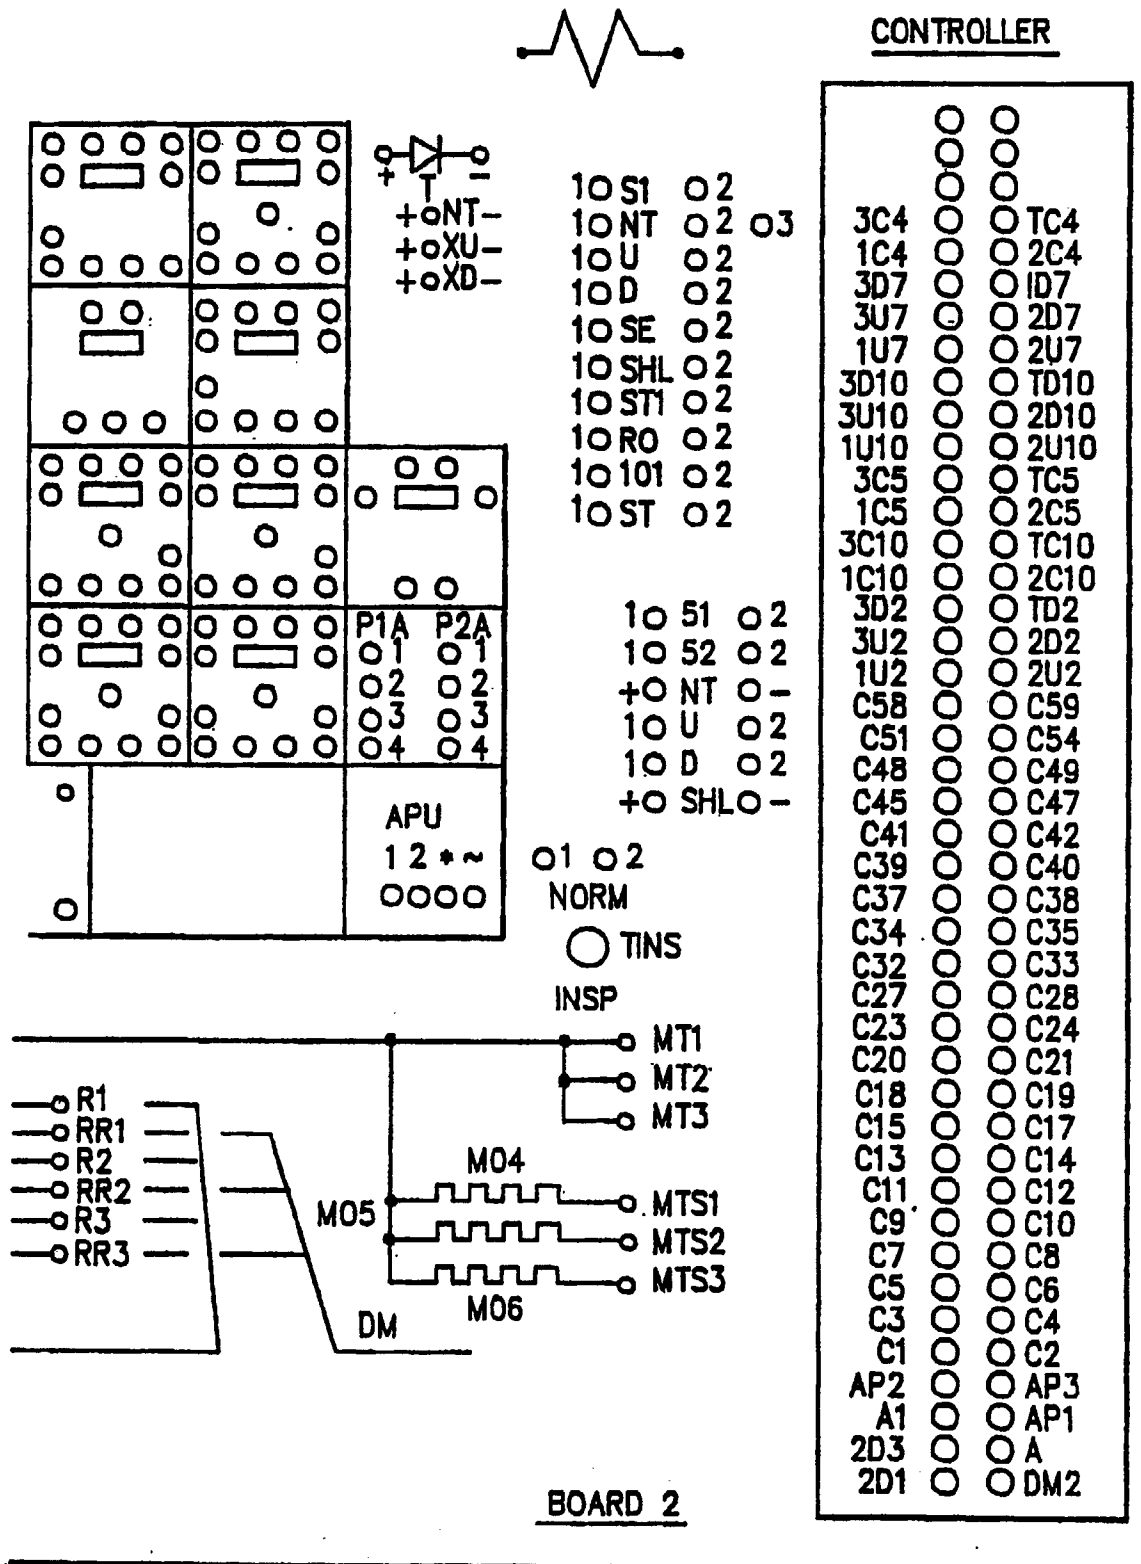 CONTROLLER
+ T -
+ NT -
+ XU -
+ XD -
1 S1 2
1 NT 2 3
1 U 2
1 D 2
1 SE 2
1 SHL 2
1 ST1 2
1 RO 2
1 101 2
1 ST 2
1 51 2
1 52 2
+ NT -
1 U 2
1 D 2
+ SHL -
P1A P2A
1 1
2 2
3 3
4 4
APU
1 2 * ~
1 2
NORM
TINS
INSP
MT1
MT2
MT3
R1
RR1
R2
RR2
R3
RR3
M04
M05
MTS1
MTS2
MTS3
M06
DM
3C4 TC4
1C4 2C4
3D7 1D7
3U7 2D7
1U7 2U7
3D10 TD10
3U10 2D10
1U10 2U10
3C5 TC5
1C5 2C5
3C10 TC10
1C10 2C10
3D2 TD2
3U2 2D2
1U2 2U2
C58 C59
C51 C54
C48 C49
C45 C47
C41 C42
C39 C40
C37 C38
C34 C35
C32 C33
C27 C28
C23 C24
C20 C21
C18 C19
C15 C17
C13 C14
C11 C12
C9 C10
C7 C8
C5 C6
C3 C4
C1 C2
AP2 AP3
A1 AP1
2D3 A
2D1 DM2
BOARD 2